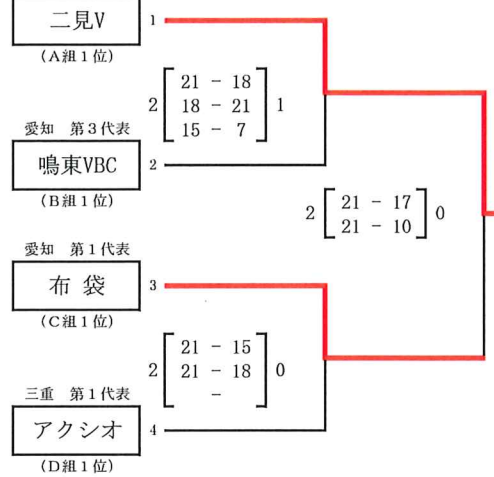 二見V
1
(A組1位)
2
21 - 18
18 - 21
15 - 7
1
愛知　第3代表
鳴東VBC
2
(B組1位)
2
21 - 17
21 - 10
0
愛知　第1代表
布 袋
3
(C組1位)
2
21 - 15
21 - 18
-
0
三重　第1代表
アクシオ
4
(D組1位)